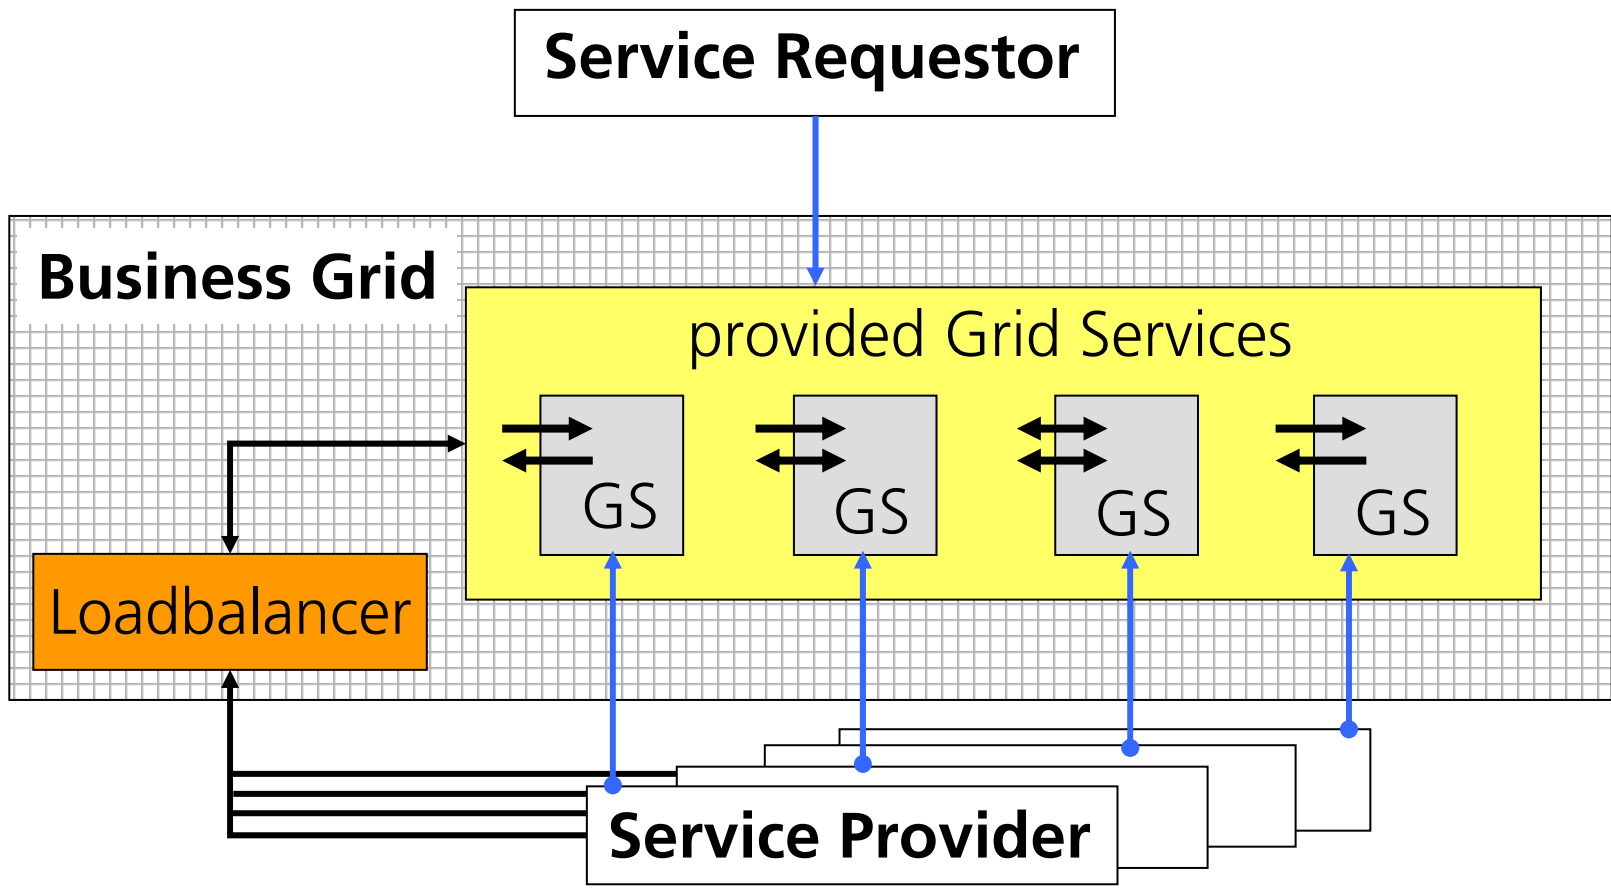 Service Requestor
Business Grid
provided Grid Services
GS
GS
GS
GS
Loadbalancer
Service Provider